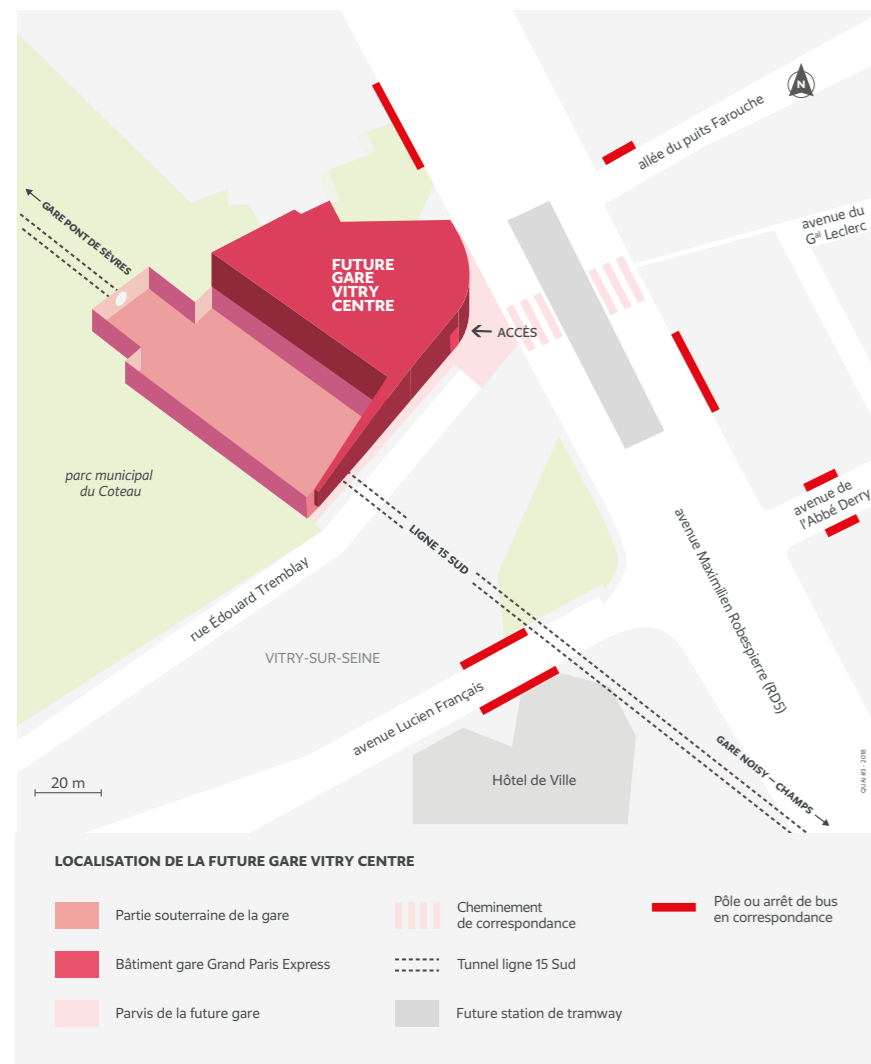 N
allée du puits Farouche
avenue du
Gal Leclerc
GARE PONT DE SÈVRES
FUTURE
GARE
VITRY
CENTRE
ACCÈS
parc municipal
du Coteau
avenue de
l'Abbé Derry
LIGNE 15 SUD
avenue Maximilien Robespierre (RD5)
rue Édouard Tremblay
VITRY-SUR-SEINE
avenue Lucien Français
GARE NOISY – CHAMPS
20 m
Hôtel de Ville
QUAI #3 - 2018
LOCALISATION DE LA FUTURE GARE VITRY CENTRE
Partie souterraine de la gare
Cheminement
de correspondance
Pôle ou arrêt de bus
en correspondance
Bâtiment gare Grand Paris Express
Tunnel ligne 15 Sud
Parvis de la future gare
Future station de tramway